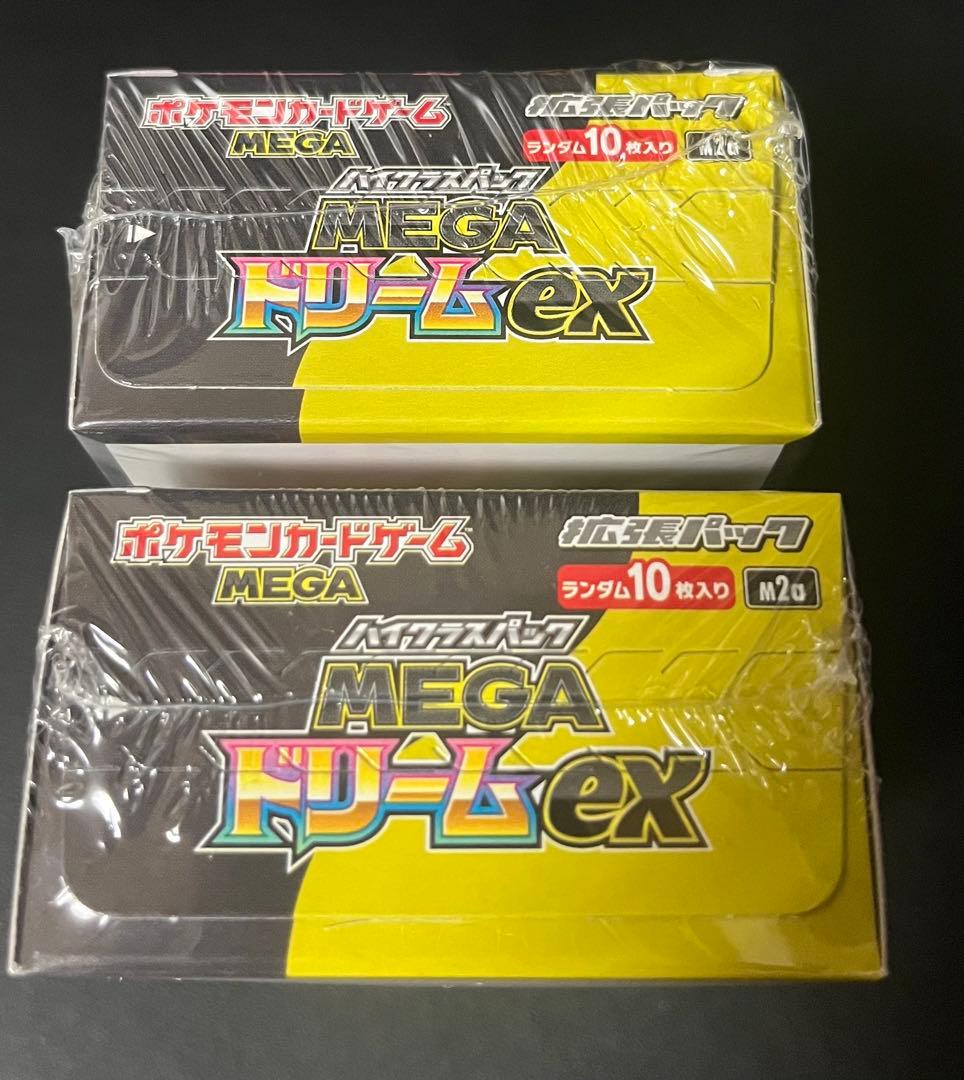 ポケモンカードゲーム
MEGA
拡張パック
ランダム10枚入り
M2a
ハイクラスパック
MEGA
ドリーム ex
ポケモンカードゲーム
MEGA
拡張パック
ランダム10枚入り
M2a
ハイクラスパック
MEGA
ドリーム ex